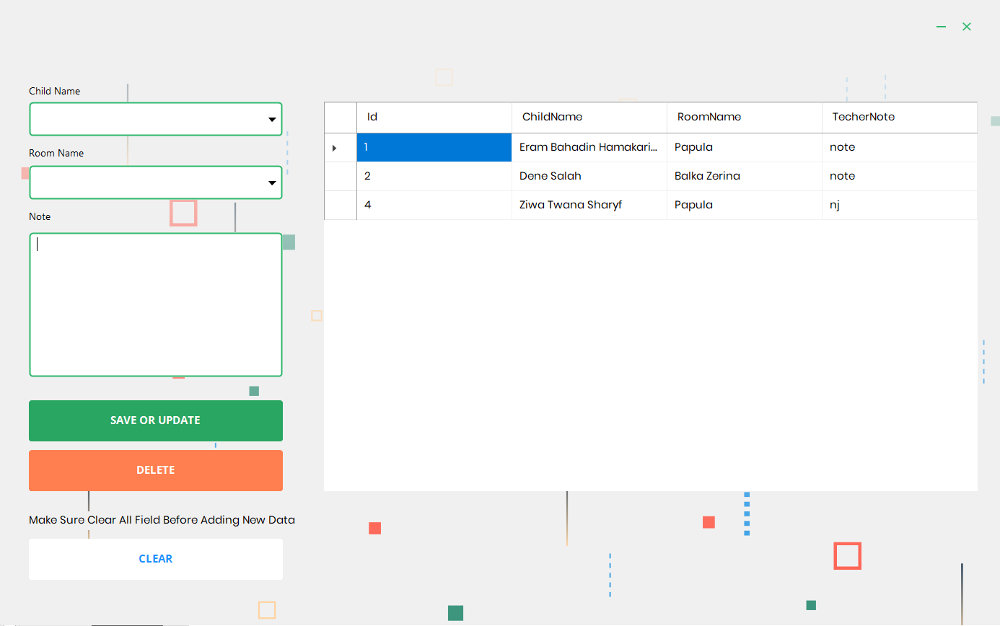 Child Name
Room Name
Note
SAVE OR UPDATE
DELETE
Make Sure Clear All Field Before Adding New Data
CLEAR
Id ChildName RoomName TecherNote
1 Eram Bahadin Hamakari... Papula note
2 Dene Salah Balka Zerina note
4 Ziwa Twana Sharyf Papula nj